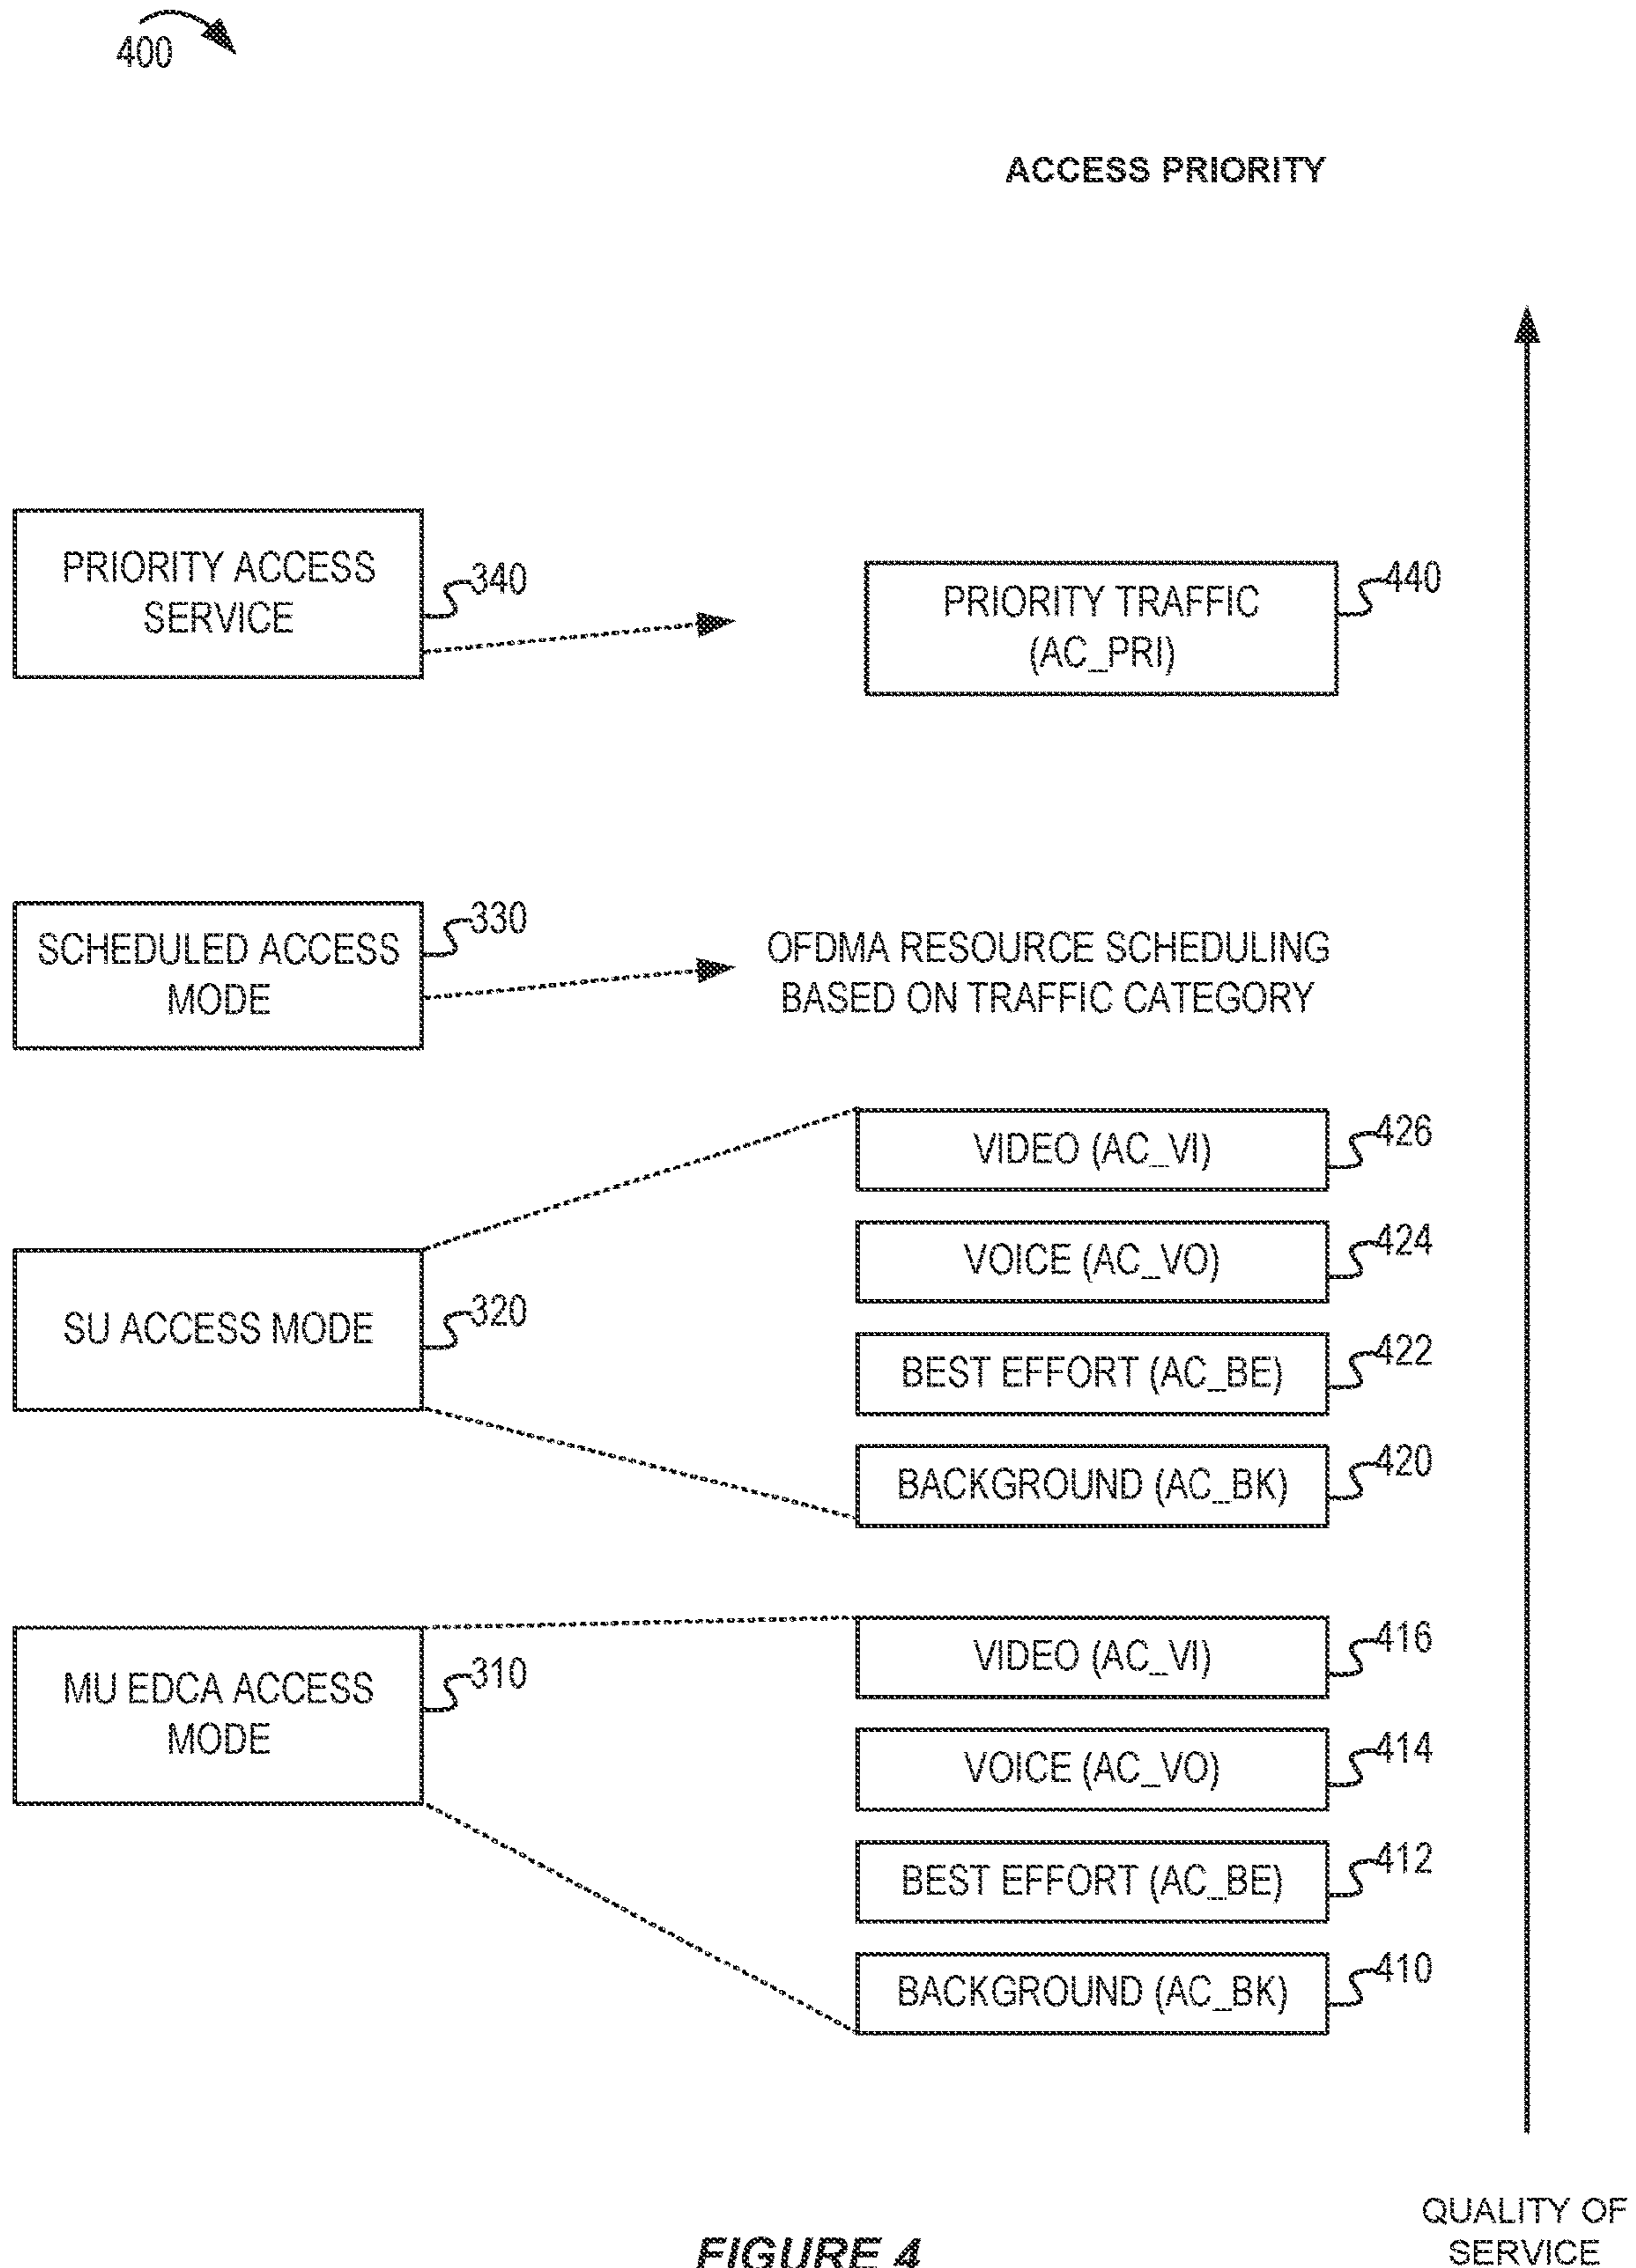 400
ACCESS PRIORITY
PRIORITY ACCESS
SERVICE
340
PRIORITY TRAFFIC
(AC_PRI)
440
SCHEDULED ACCESS
MODE
330
OFDMA RESOURCE SCHEDULING
BASED ON TRAFFIC CATEGORY
SU ACCESS MODE
320
VIDEO (AC_VI)
426
VOICE (AC_VO)
424
BEST EFFORT (AC_BE)
422
BACKGROUND (AC_BK)
420
MU EDCA ACCESS
MODE
310
VIDEO (AC_VI)
416
VOICE (AC_VO)
414
BEST EFFORT (AC_BE)
412
BACKGROUND (AC_BK)
410
QUALITY OF
SERVICE
FIGURE 4